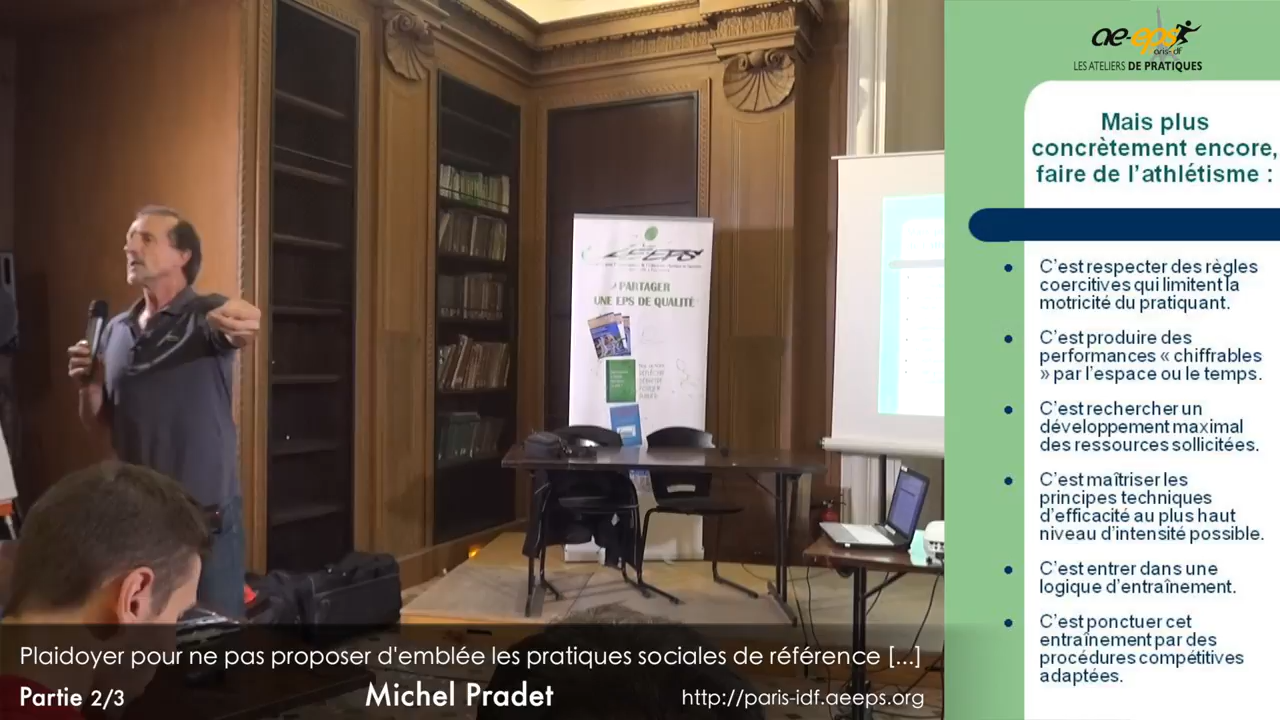 ae-eps
paris-idf
LES ATELIERS DE PRATIQUES
Mais plus
concrètement encore,
faire de l'athlétisme :
C'est respecter des règles
coercitives qui limitent la
motricité du pratiquant.
C'est produire des
performances « chiffrables
» par l'espace ou le temps.
C'est rechercher un
développement maximal
des ressources sollicitées.
C'est maîtriser les
principes techniques
d'efficacité au plus haut
niveau d'intensité possible.
C'est entrer dans une
logique d'entraînement.
C'est ponctuer cet
entraînement par des
procédures compétitives
adaptées.
PARTAGER
UNE EPS DE QUALITÉ
Plaidoyer pour ne pas proposer d'emblée les pratiques sociales de référence [...]
Partie 2/3
Michel Pradet
http://paris-idf.aeeps.org